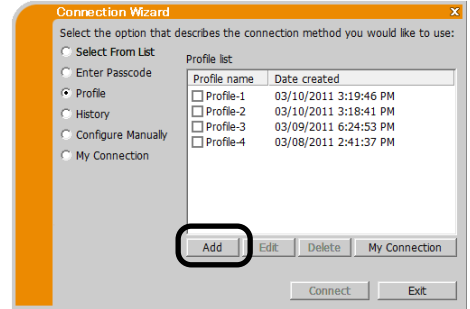 Connection Wizard
x
Select the option that describes the connection method you would like to use:
Select From List
Enter Passcode
Profile
History
Configure Manually
My Connection
Profile list
Profile name Date created
Profile-1 03/10/2011 3:19:46 PM
Profile-2 03/10/2011 3:18:41 PM
Profile-3 03/09/2011 6:24:53 PM
Profile-4 03/08/2011 2:41:37 PM
Add Edit Delete My Connection
Connect Exit